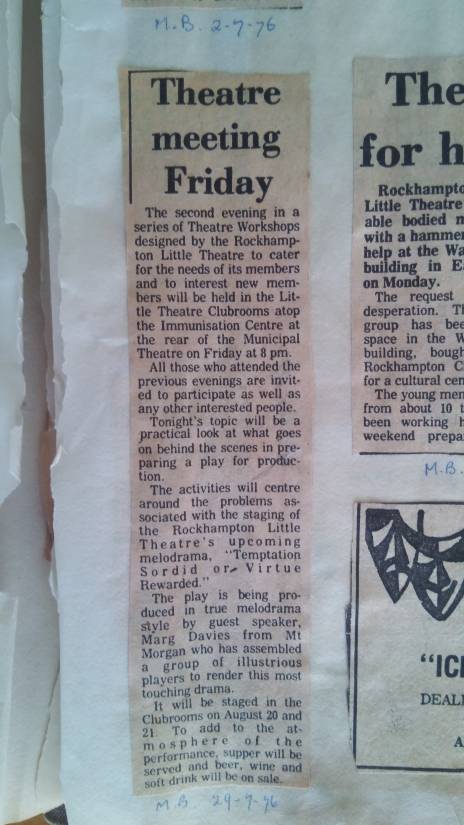 M.B. 2-7-76
Theatre
meeting
Friday
The second evening in a
series of Theatre Workshops
designed by the Rockhamp-
ton Little Theatre to cater
for the needs of its members
and to interest new mem-
bers will be held in the Lit-
tle Theatre Clubrooms atop
the Immunisation Centre at
the rear of the Municipal
Theatre on Friday at 8 pm.
All those who attended the
previous evenings are invit-
ed to participate as well as
any other interested people.
Tonight's topic will be a
practical look at what goes
on behind the scenes in pre-
paring a play for produc-
tion.
The activities will centre
around the problems as-
sociated with the staging of
the Rockhampton Little
Theatre's upcoming
melodrama, "Temptation
Sordid or Virtue
Rewarded."
The play is being pro-
duced in true melodrama
style by guest speaker,
Marg Davies from Mt
Morgan who has assembled
a group of illustrious
players to render this most
touching drama.
It will be staged in the
Clubrooms on August 20 and
21. To add to the at-
mosphere of the
performance, supper will be
served and beer, wine and
soft drink will be on sale.
M.B. 29-7-76
The
for h
Rockhampto
Little Theatre
able bodied m
with a hammer
help at the Wa
building in E
on Monday.
The request
desperation. Th
group has bee
space in the W
building, bough
Rockhampton C
for a cultural cen
The young men
from about 10 t
been working h
weekend prepa
M.B.
"ICE
DEALE
A